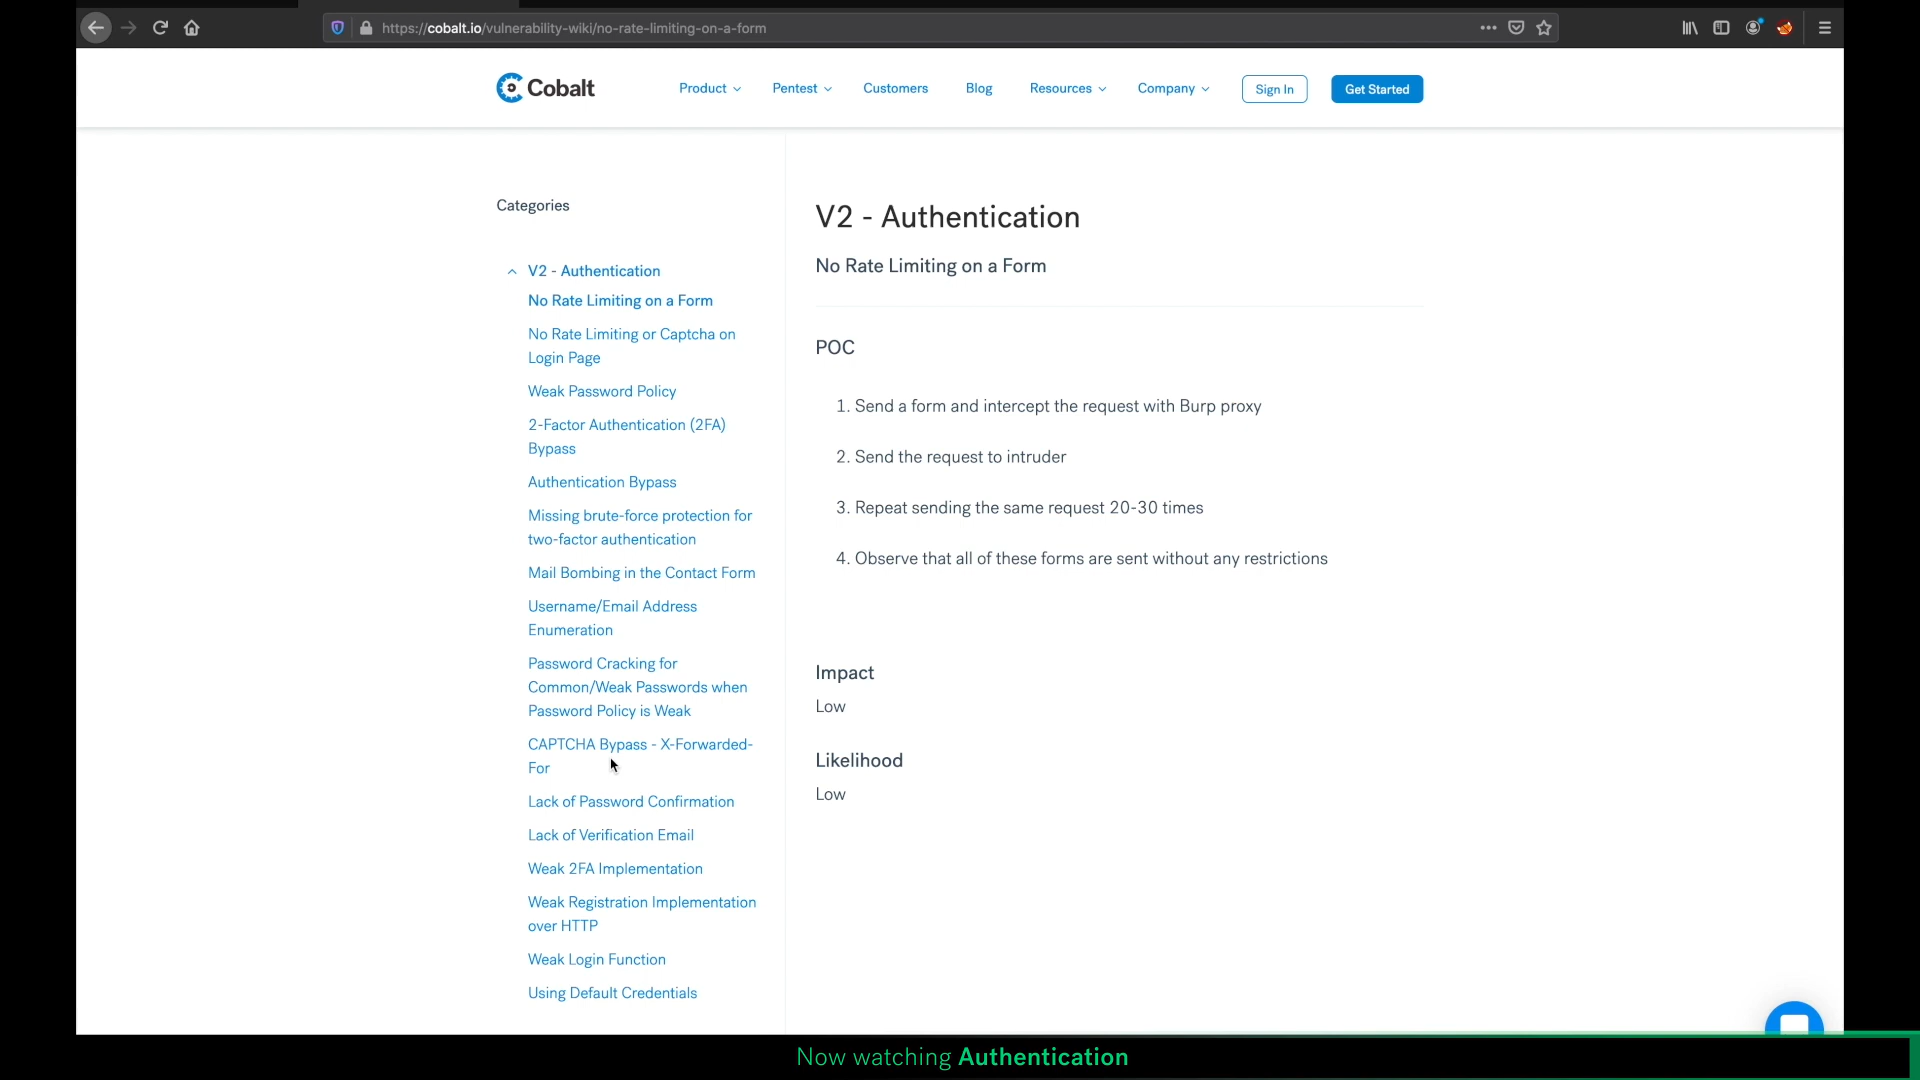 https://cobalt.io/vulnerability-wiki/no-rate-limiting-on-a-form
Cobalt
Product
Pentest
Customers
Blog
Resources
Company
Sign In
Get Started
Categories
V2 - Authentication
No Rate Limiting on a Form
No Rate Limiting or Captcha on
Login Page
Weak Password Policy
2-Factor Authentication (2FA)
Bypass
Authentication Bypass
Missing brute-force protection for
two-factor authentication
Mail Bombing in the Contact Form
Username/Email Address
Enumeration
Password Cracking for
Common/Weak Passwords when
Password Policy is Weak
CAPTCHA Bypass - X-Forwarded-
For
Lack of Password Confirmation
Lack of Verification Email
Weak 2FA Implementation
Weak Registration Implementation
over HTTP
Weak Login Function
Using Default Credentials
V2 - Authentication
No Rate Limiting on a Form
POC
1. Send a form and intercept the request with Burp proxy
2. Send the request to intruder
3. Repeat sending the same request 20-30 times
4. Observe that all of these forms are sent without any restrictions
Impact
Low
Likelihood
Low
Now watching Authentication